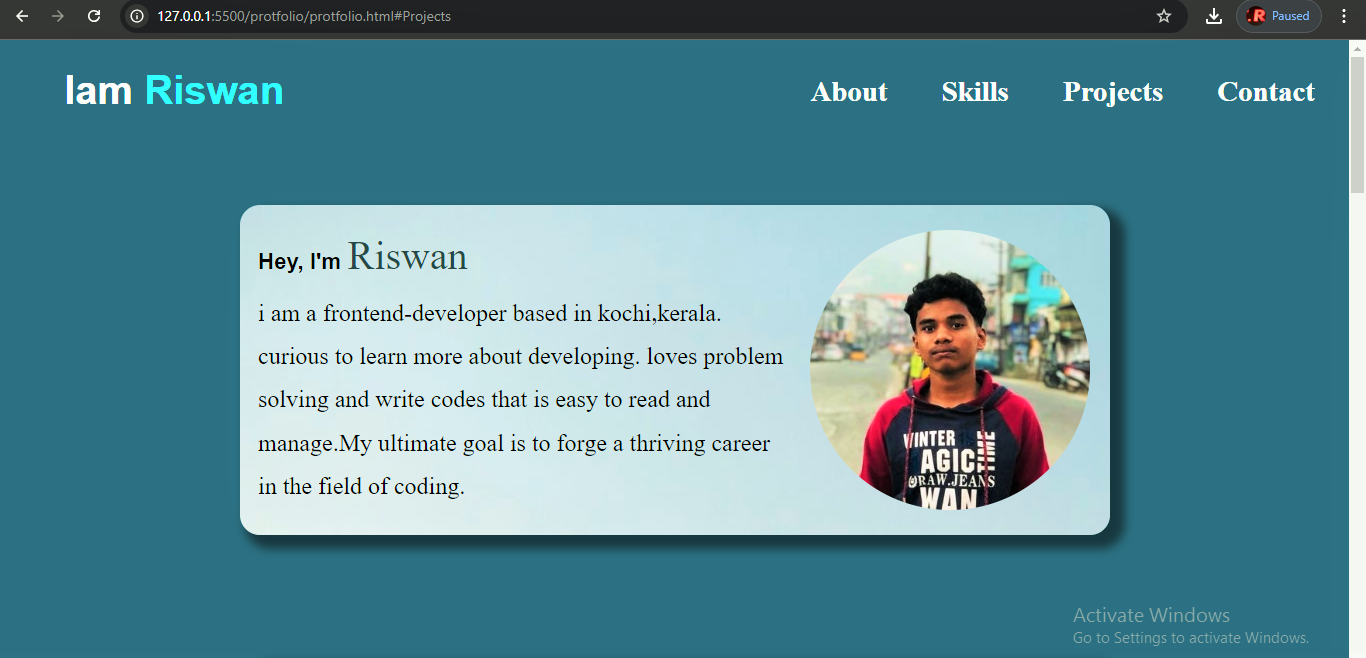 127.0.0.1:5500/protfolio/protfolio.html#Projects
.R Paused
Iam Riswan
About Skills Projects Contact
Hey, I'm Riswan
i am a frontend-developer based in kochi,kerala.
curious to learn more about developing. loves problem
solving and write codes that is easy to read and
manage.My ultimate goal is to forge a thriving career
in the field of coding.
WINTER
AGIC
RAW.JEANS
WAN
Activate Windows
Go to Settings to activate Windows.